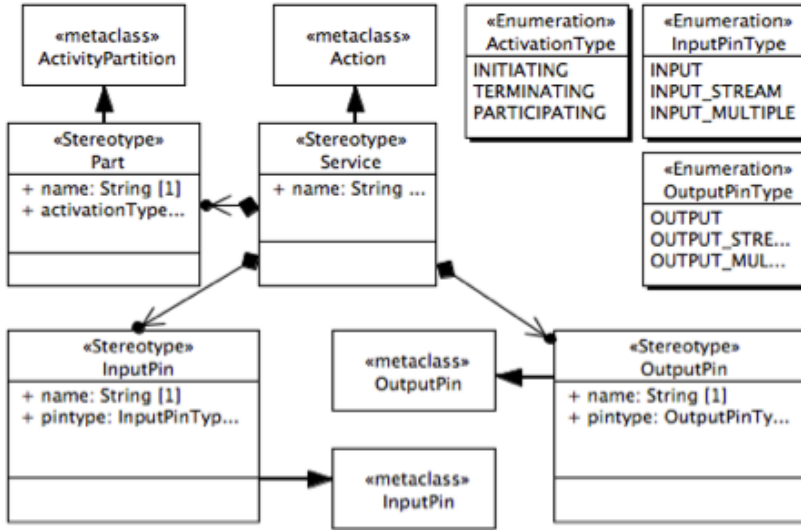 «metaclass»
ActivityPartition
«metaclass»
Action
«Enumeration»
ActivationType
INITIATING
TERMINATING
PARTICIPATING
«Enumeration»
InputPinType
INPUT
INPUT_STREAM
INPUT_MULTIPLE
«Stereotype»
Part
+ name: String [1]
+ activationType...
«Stereotype»
Service
+ name: String ...
«Enumeration»
OutputPinType
OUTPUT
OUTPUT_STRE...
OUTPUT_MUL...
«Stereotype»
InputPin
+ name: String [1]
+ pintype: InputPinTyp...
«metaclass»
OutputPin
«Stereotype»
OutputPin
+ name: String [1]
+ pintype: OutputPinTy...
«metaclass»
InputPin